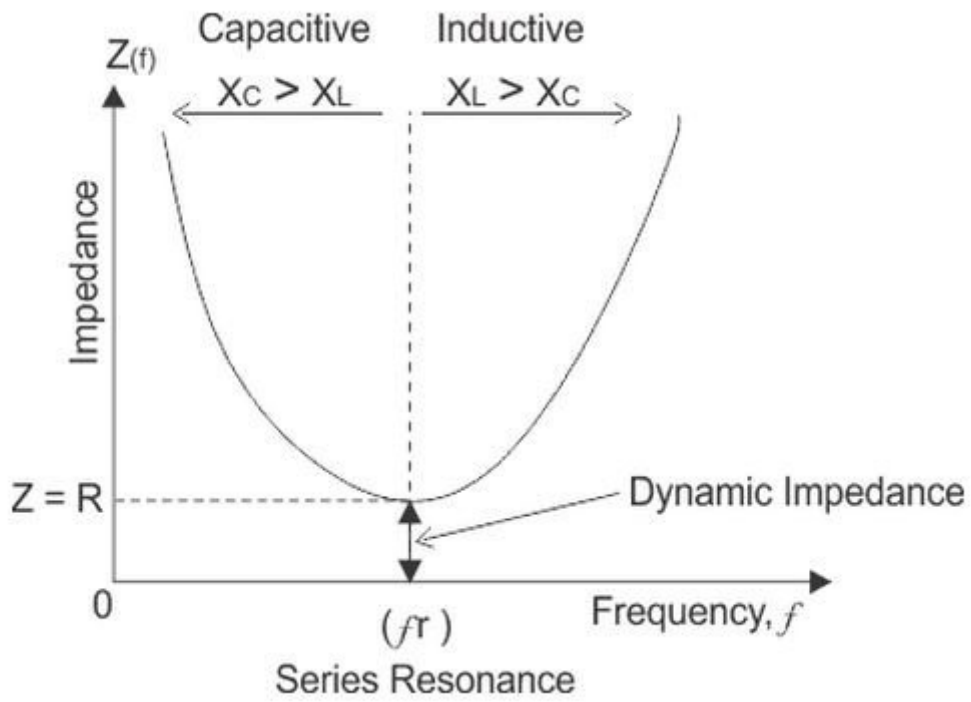 Capacitive Inductive
Z(f)
XC > XL XL > XC
Impedance
Z = R
Dynamic Impedance
0
(fr )
Frequency, f
Series Resonance